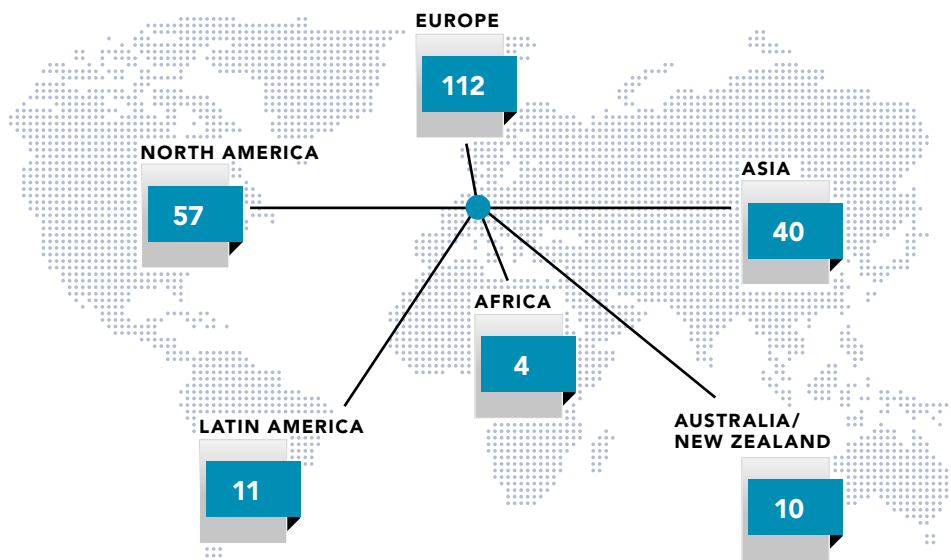 EUROPE
112
NORTH AMERICA
57
ASIA
40
AFRICA
4
LATIN AMERICA
11
AUSTRALIA/
NEW ZEALAND
10